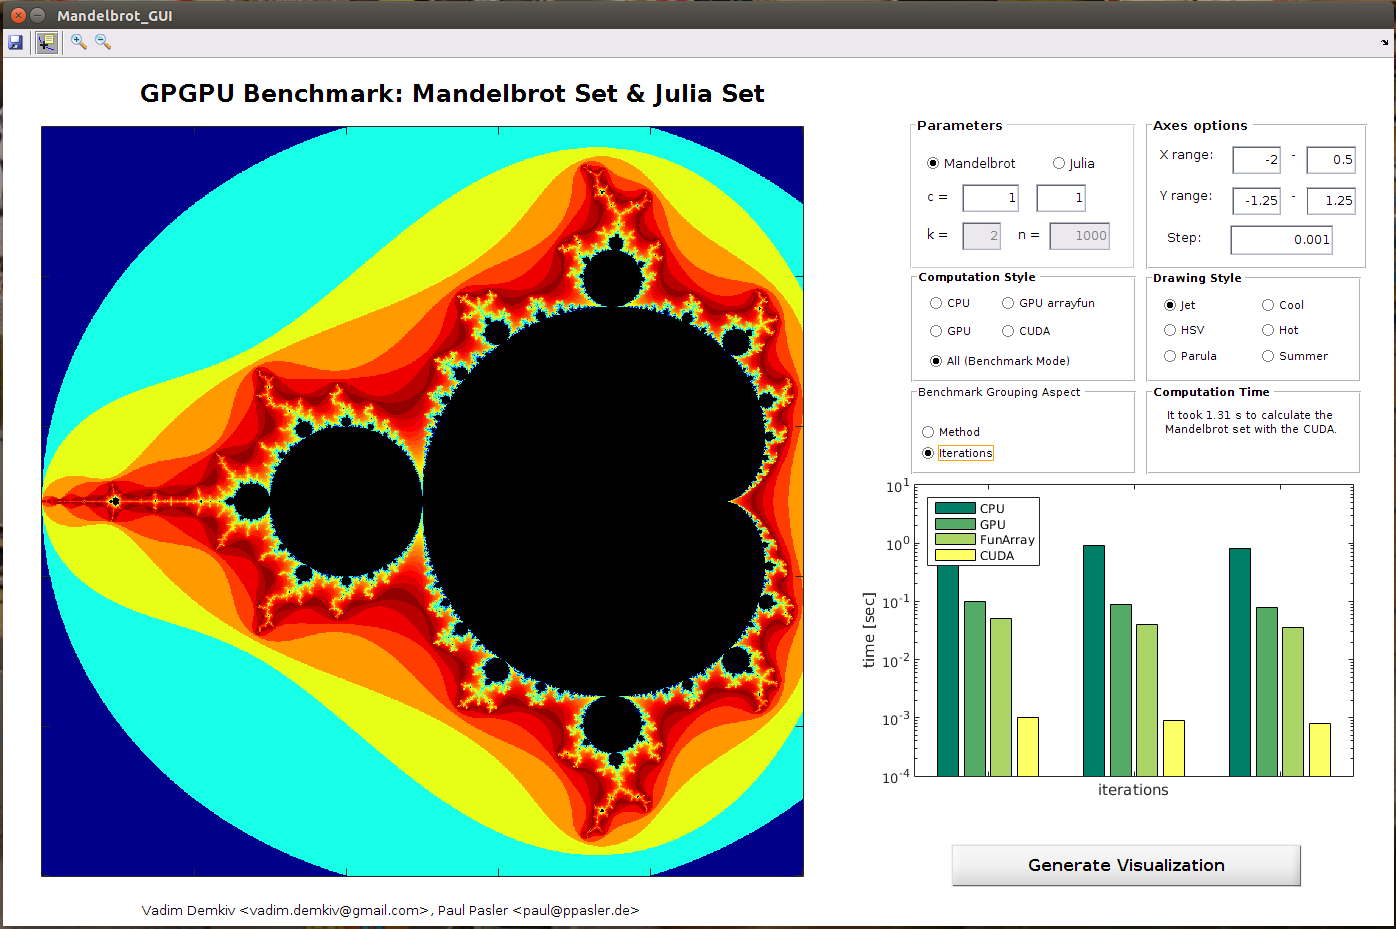 Mandelbrot_GUI
GPGPU Benchmark: Mandelbrot Set & Julia Set
Parameters
Mandelbrot Julia
c = 1 1
k = 2 n = 1000
Axes options
X range: -2 - 0.5
Y range: -1.25 - 1.25
Step: 0.001
Computation Style
CPU GPU arrayfun
GPU CUDA
All (Benchmark Mode)
Drawing Style
Jet Cool
HSV Hot
Parula Summer
Benchmark Grouping Aspect
Method
Iterations
Computation Time
It took 1.31 s to calculate the
Mandelbrot set with the CUDA.
10^1
10^0
10^-1
10^-2
10^-3
10^-4
time [sec]
CPU
GPU
FunArray
CUDA
iterations
Generate Visualization
Vadim Demkiv <vadim.demkiv@gmail.com>, Paul Pasler <paul@ppasler.de>